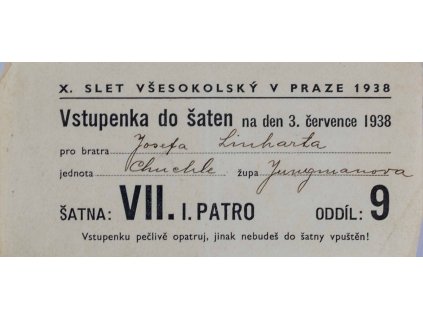 X. SLET VŠESOKOLSKÝ V PRAZE 1938
Vstupenka do šaten na den 3. července 1938
pro bratra Josefa Linharta
jednota Chuchle župa Jungmanova
ŠATNA: VII. I. PATRO ODDÍL: 9
Vstupenku pečlivě opatruj, jinak nebudeš do šatny vpuštěn!